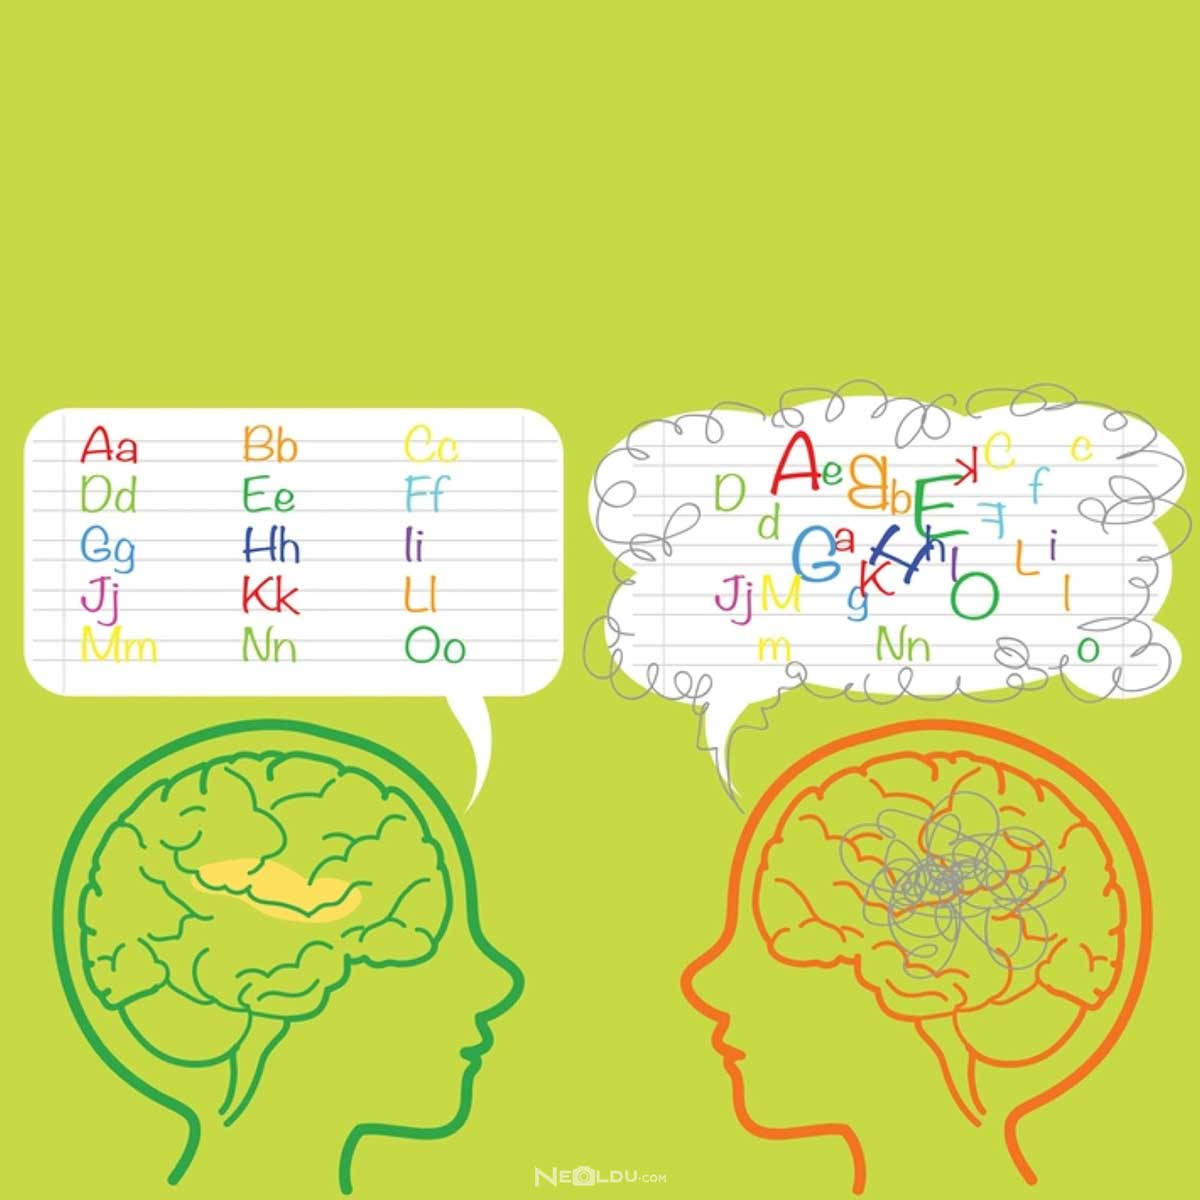 Aa Bb Cc
Dd Ee Ff
Gg Hh Ii
Jj Kk Ll
Mm Nn Oo
A e B b E K C c
D d F f
G a H h I L i
Jj M g K O l
m Nn o
NEOLDU.COM